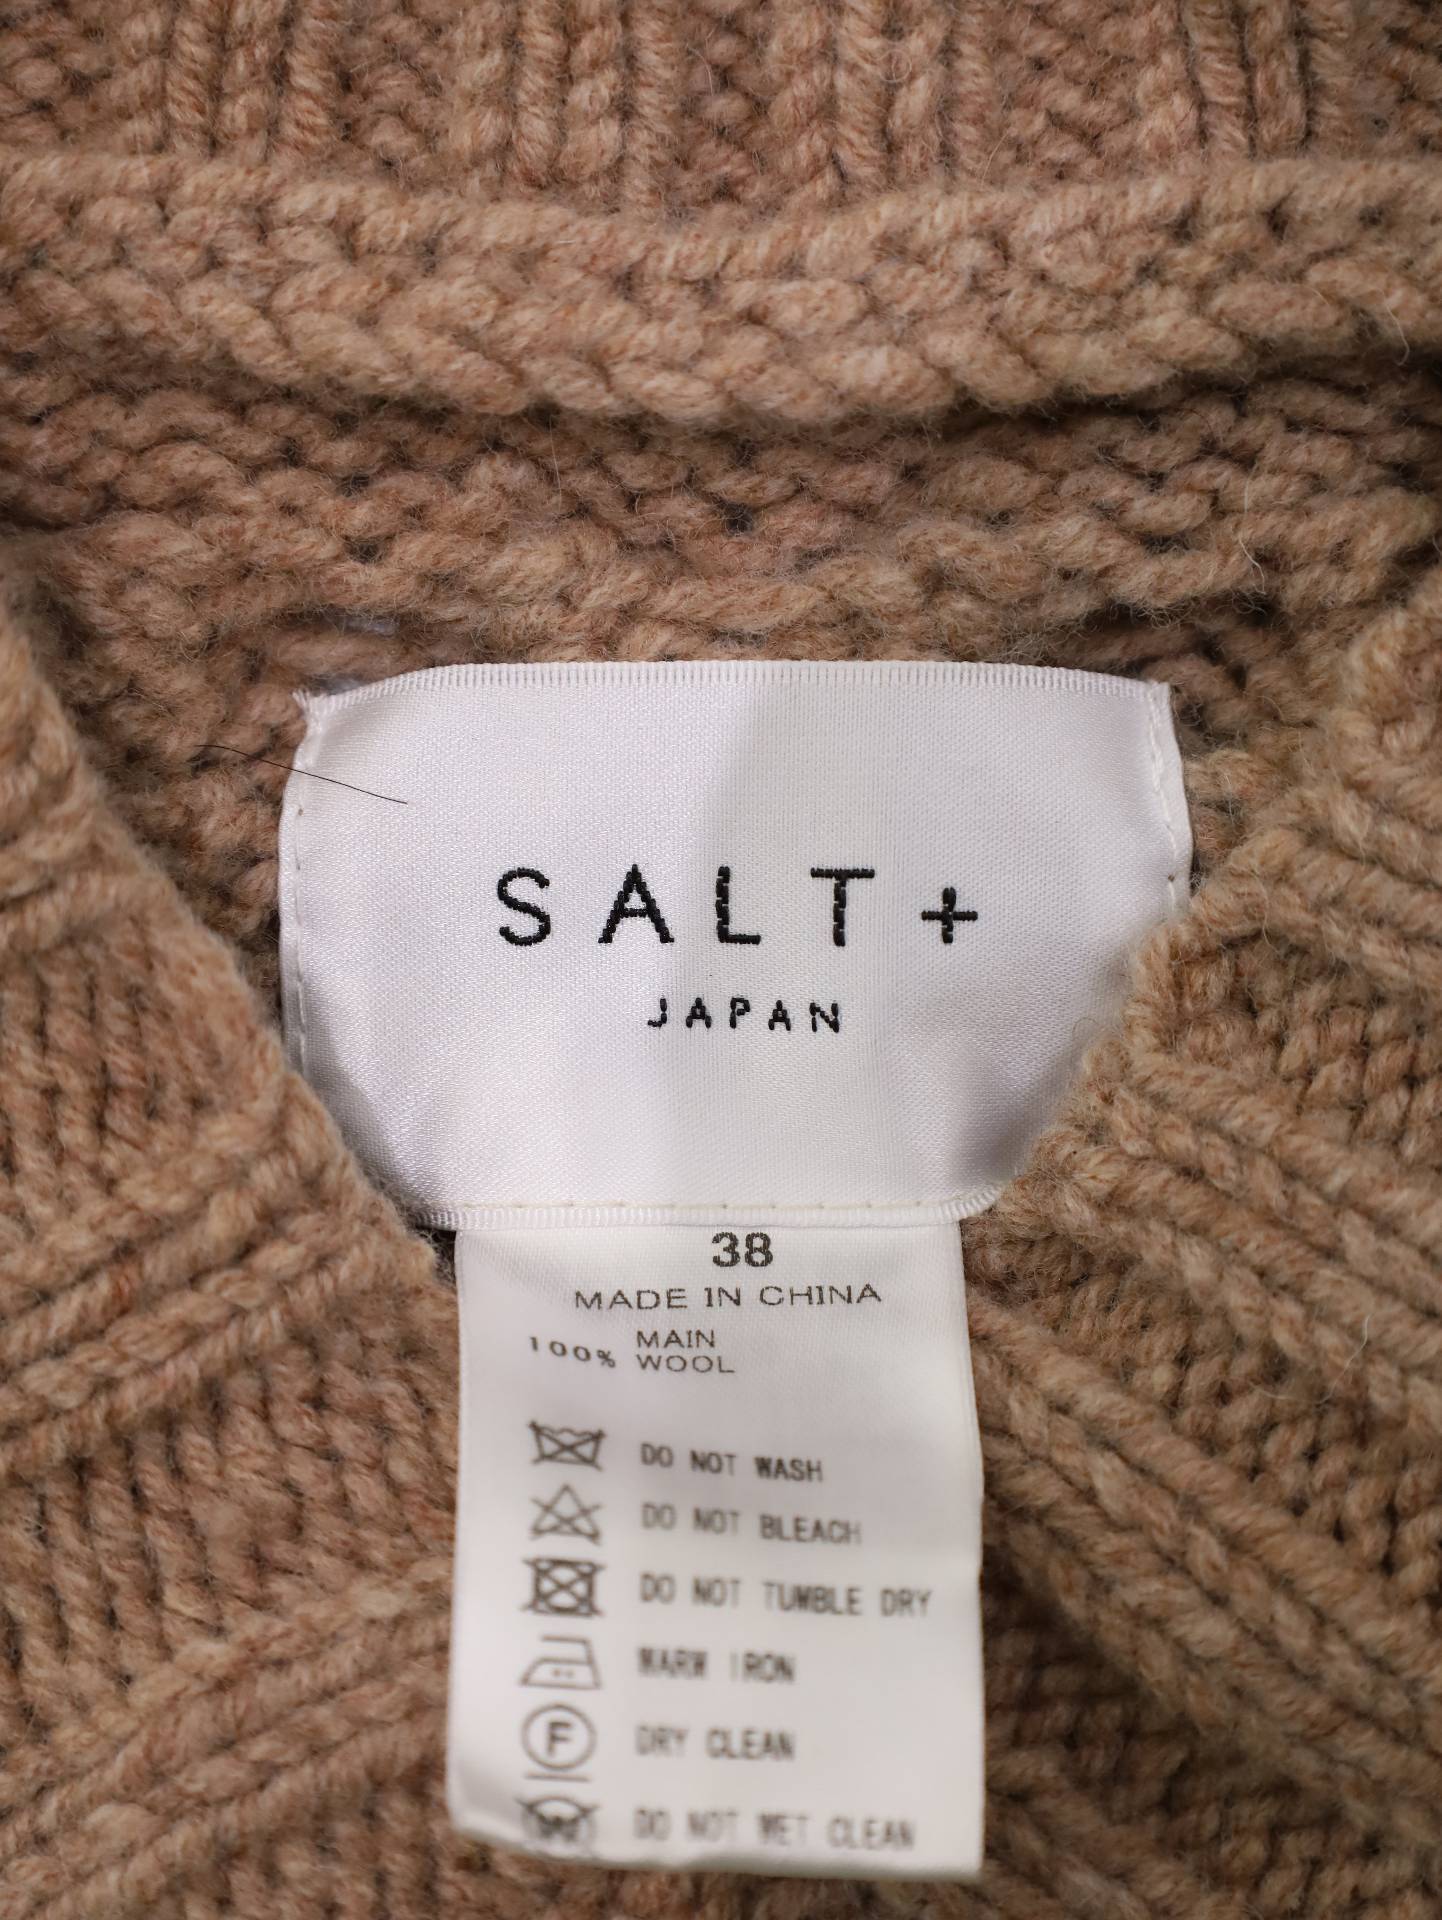 SALT+
JAPAN
38
MADE IN CHINA
MAIN
100% WOOL
DO NOT WASH
DO NOT BLEACH
DO NOT TUMBLE DRY
WARM IRON
F DRY CLEAN
W DO NOT WET CLEAN